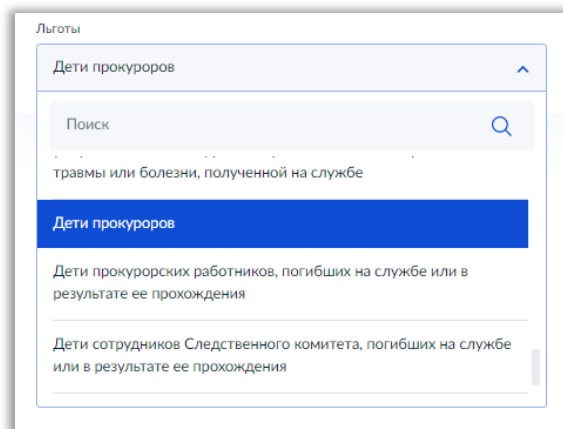 Льготы
Дети прокуроров
Поиск
травмы или болезни, полученной на службе
Дети прокуроров
Дети прокурорских работников, погибших на службе или в
результате ее прохождения
Дети сотрудников Следственного комитета, погибших на службе
или в результате ее прохождения